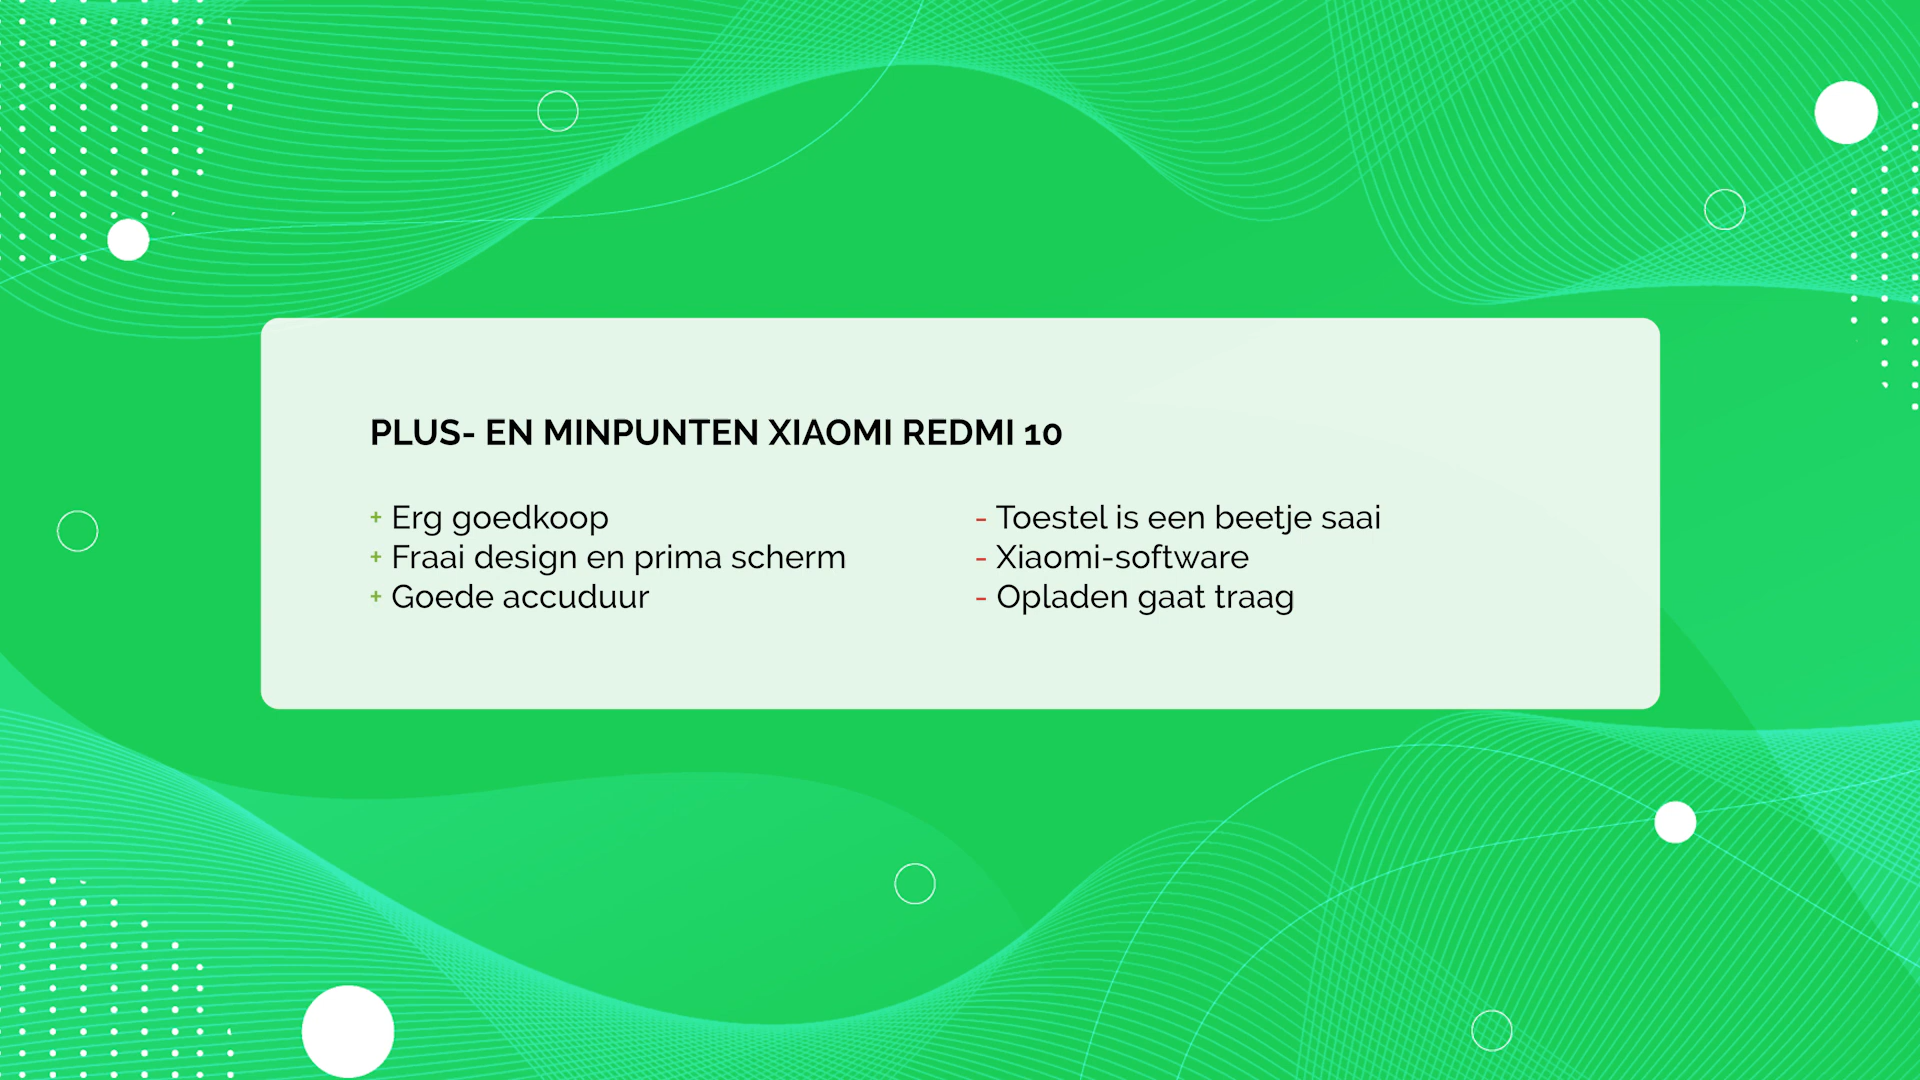 PLUS- EN MINPUNTEN XIAOMI REDMI 10
+ Erg goedkoop
+ Fraai design en prima scherm
+ Goede accuduur
- Toestel is een beetje saai
- Xiaomi-software
- Opladen gaat traag